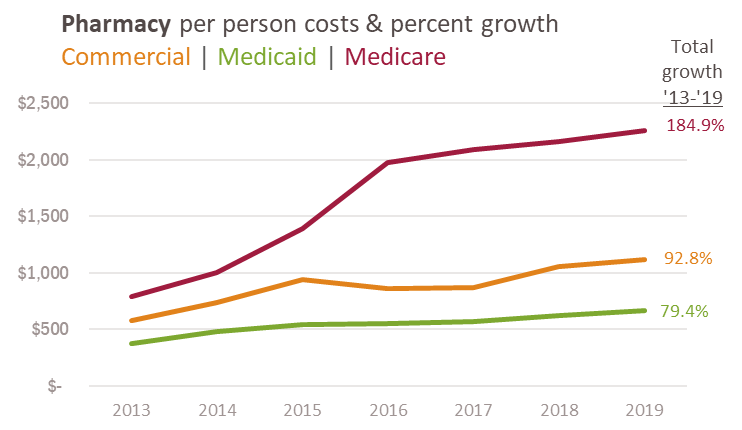 Pharmacy per person costs & percent growth
Commercial | Medicaid | Medicare
Total
growth
'13-'19
$2,500
184.9%
$2,000
$1,500
$1,000
92.8%
$500
79.4%
$-
2013 2014 2015 2016 2017 2018 2019